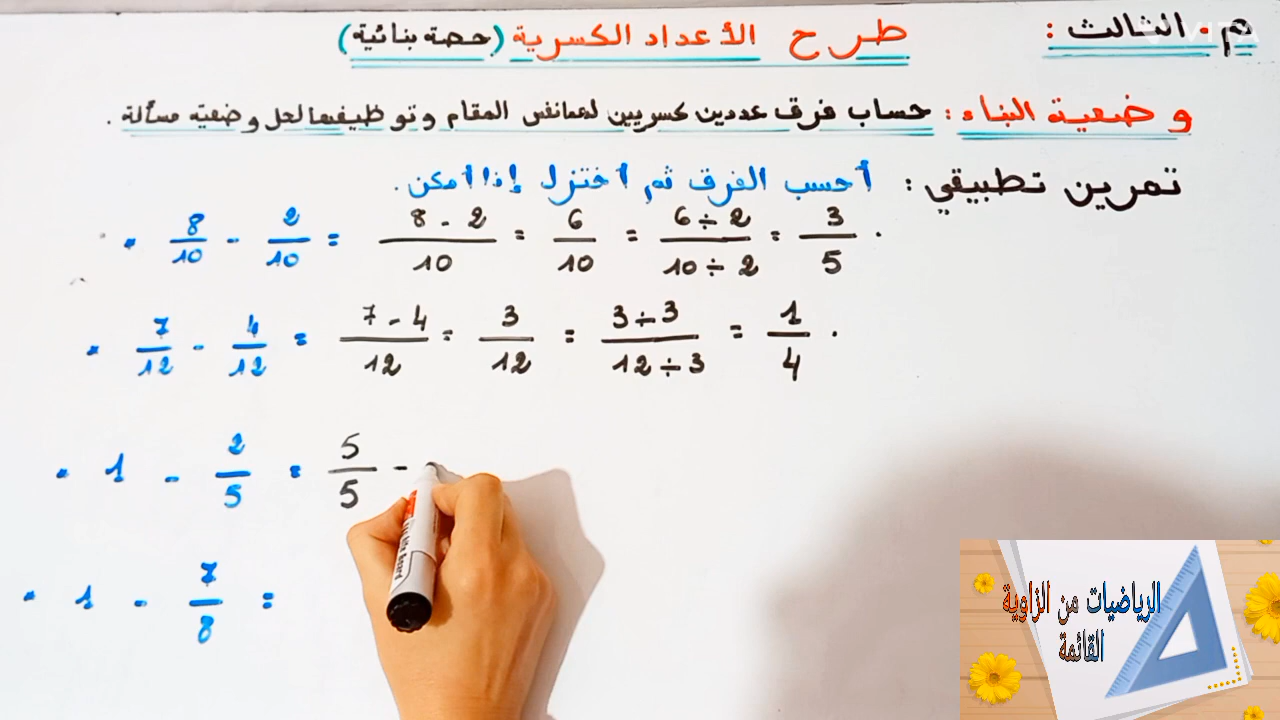 م. الثالث :
طرح الأعداد الكسرية (حصة بنائية)
وضعية البناء : حساب فرق عددين كسريين لهما نفس المقام وتوظيفها لحل وضعية مسألة .
تمرين تطبيقي : أحسب الفرق ثم أختزل إذا أمكن .
• 8/10 - 2/10 = (8 - 2)/10 = 6/10 = (6 ÷ 2)/(10 ÷ 2) = 3/5 .
• 7/12 - 4/12 = (7 - 4)/12 = 3/12 = (3 ÷ 3)/(12 ÷ 3) = 1/4 .
• 1 - 2/5 = 5/5 -
• 1 - 7/8 =
الرياضيات من الزاوية
القائمة
VITA